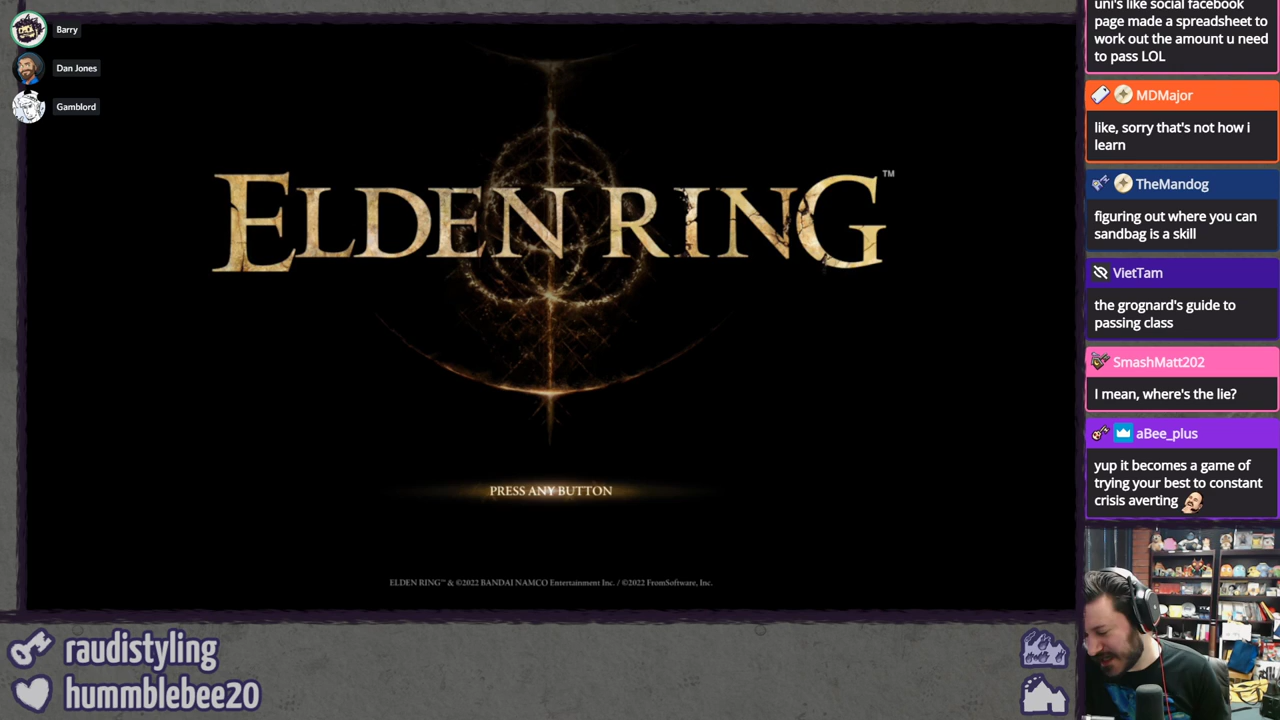 Barry
Dan Jones
Gamblord
ELDEN RING™
PRESS ANY BUTTON
ELDEN RING™ & ©2022 BANDAI NAMCO Entertainment Inc. / ©2022 FromSoftware, Inc.
uni's like social facebook
page made a spreadsheet to
work out the amount u need
to pass LOL
MDMajor
like, sorry that's not how i
learn
TheMandog
figuring out where you can
sandbag is a skill
VietTam
the grognard's guide to
passing class
SmashMatt202
I mean, where's the lie?
aBee_plus
yup it becomes a game of
trying your best to constant
crisis averting
raudistyling
hummblebee20